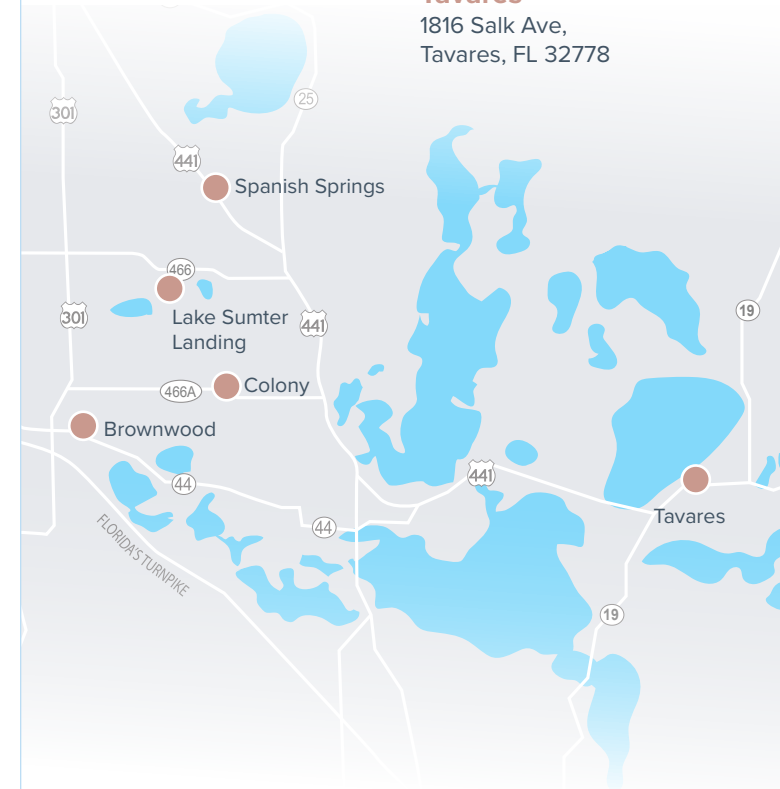 Tavares
1816 Salk Ave,
Tavares, FL 32778
25
301
441
Spanish Springs
466
Lake Sumter
Landing
301
441
19
466A
Colony
Brownwood
441
44
Tavares
44
FLORIDA'S TURNPIKE
19